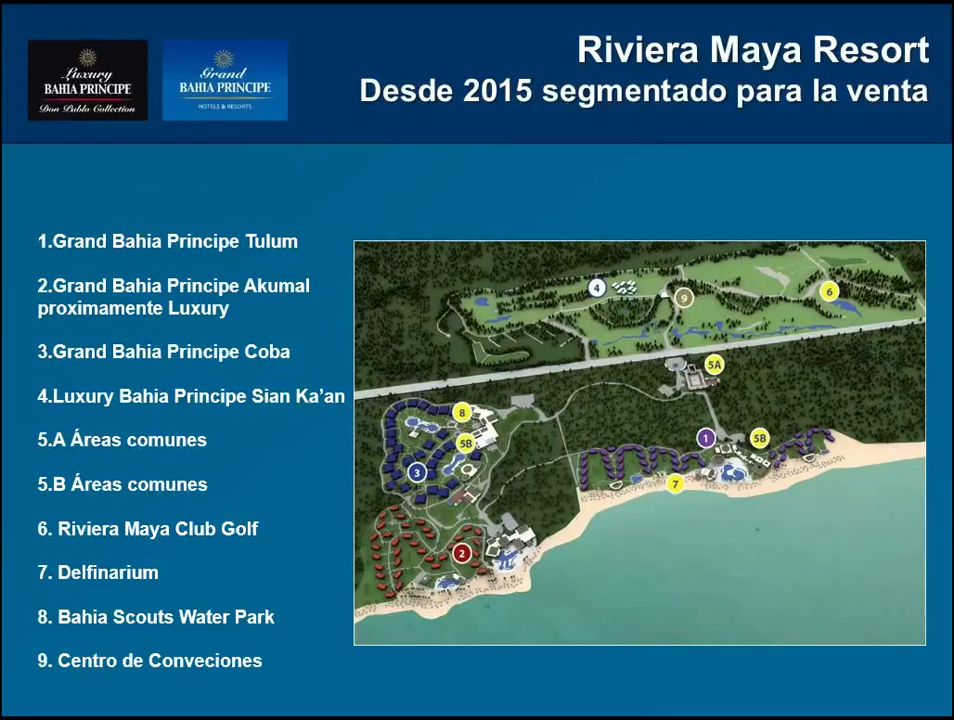 Luxury
BAHIA PRINCIPE
Don Pablo Collection
Grand
BAHIA PRINCIPE
HOTELS & RESORTS
Riviera Maya Resort
Desde 2015 segmentado para la venta
1.Grand Bahia Principe Tulum
2.Grand Bahia Principe Akumal
proximamente Luxury
3.Grand Bahia Principe Coba
4.Luxury Bahia Principe Sian Ka’an
5.A Áreas comunes
5.B Áreas comunes
6. Riviera Maya Club Golf
7. Delfinarium
8. Bahia Scouts Water Park
9. Centro de Conveciones
4
9
6
5A
8
5B
1
5B
3
7
2